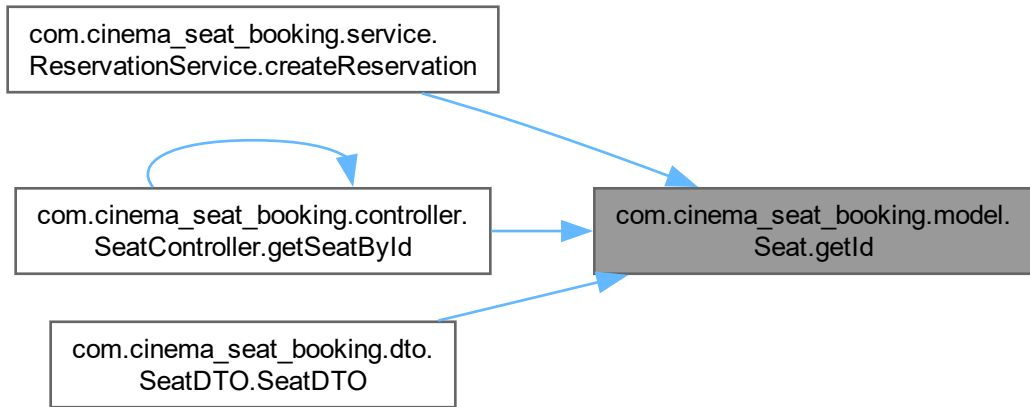 com.cinema_seat_booking.service.
ReservationService.createReservation
com.cinema_seat_booking.controller.
SeatController.getSeatById
com.cinema_seat_booking.model.
Seat.getId
com.cinema_seat_booking.dto.
SeatDTO.SeatDTO